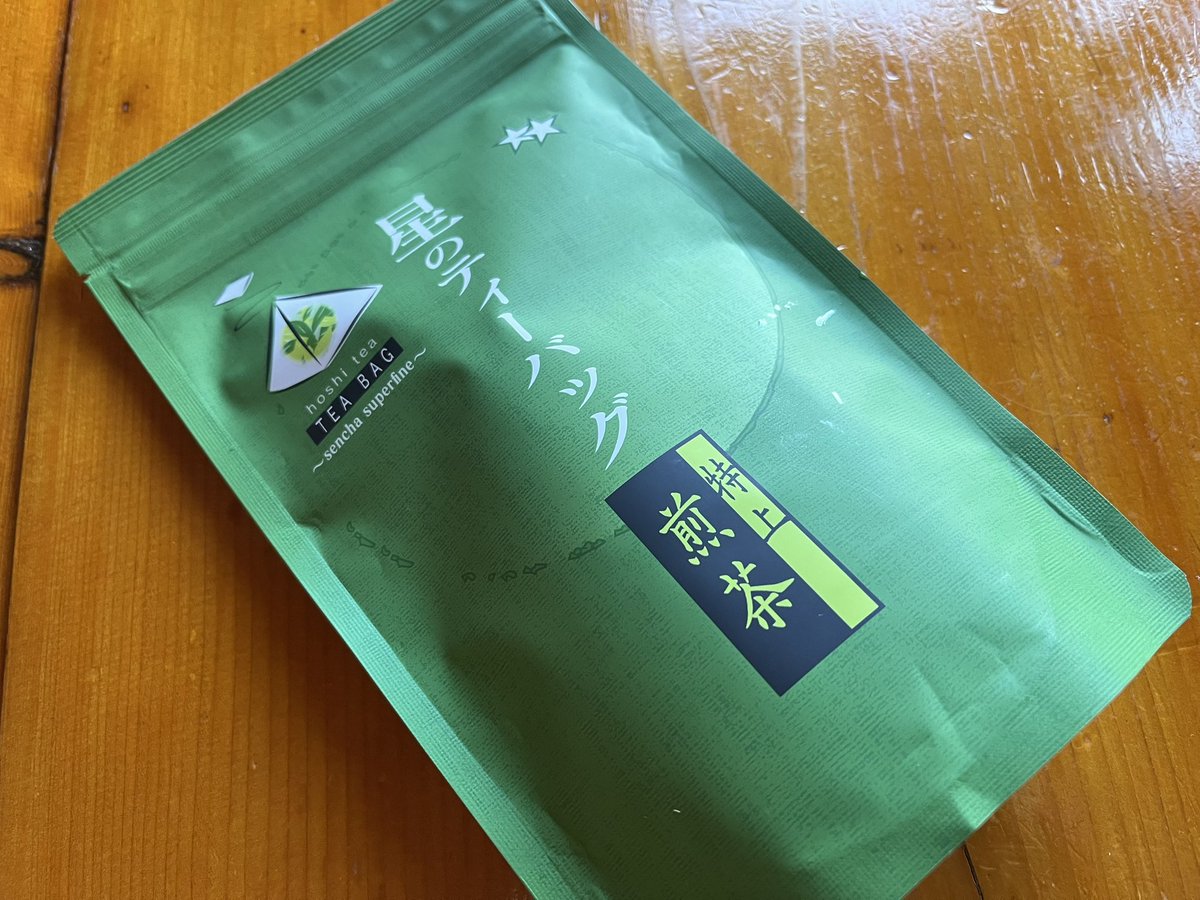 星のティーバッグ
特上
煎茶
hoshi tea
TEA BAG
～sencha superfine～